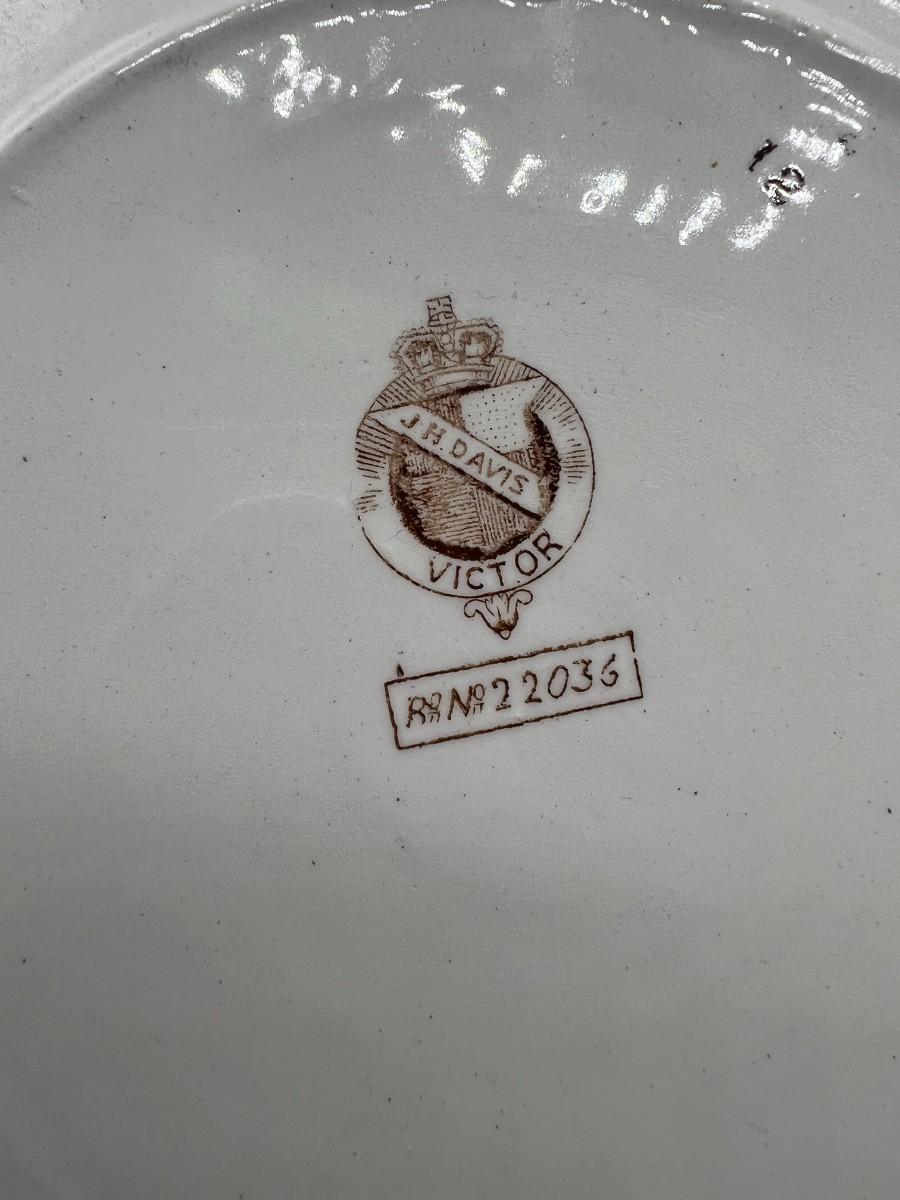 J H DAVIS
VICTOR
Rᴰ Nº 22036